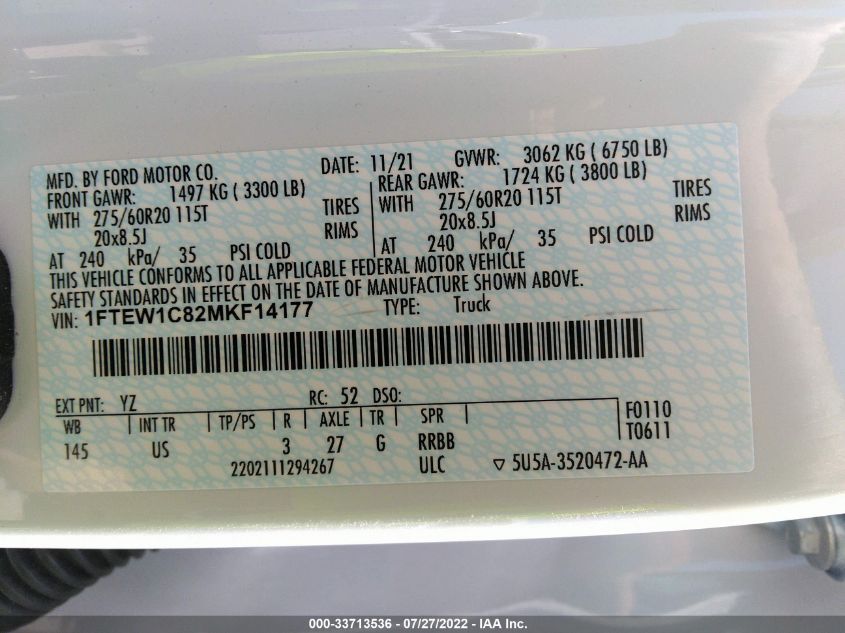 MFD. BY FORD MOTOR CO. DATE: 11/21 GVWR: 3062 KG ( 6750 LB)
FRONT GAWR: 1497 KG ( 3300 LB) REAR GAWR: 1724 KG ( 3800 LB)
WITH 275/60R20 115T TIRES WITH 275/60R20 115T TIRES
20x8.5J RIMS 20x8.5J RIMS
AT 240 kPa/ 35 PSI COLD AT 240 kPa/ 35 PSI COLD
THIS VEHICLE CONFORMS TO ALL APPLICABLE FEDERAL MOTOR VEHICLE
SAFETY STANDARDS IN EFFECT ON THE DATE OF MANUFACTURE SHOWN ABOVE.
VIN: 1FTEW1C82MKF14177 TYPE: Truck
EXT PNT: YZ RC: 52 DSO:
WB INT TR TP/PS R AXLE TR SPR F0110
145 US 3 27 G RRBB T0611
2202111294267 ULC ▽ 5U5A-3520472-AA
000-33713536 - 07/27/2022 - IAA Inc.